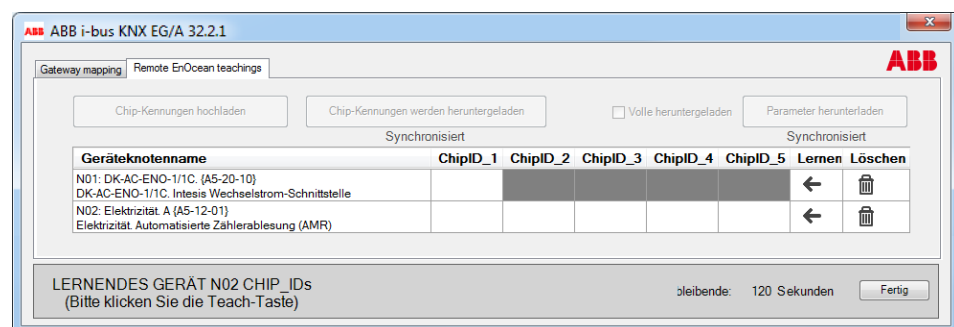 ABB ABB i-bus KNX EG/A 32.2.1
x
Gateway mapping Remote EnOcean teachings
ABB
Chip-Kennungen hochladen Chip-Kennungen werden heruntergeladen Volle heruntergeladen Parameter herunterladen
Synchronisiert Synchronisiert
Geräteknotenname ChipID_1 ChipID_2 ChipID_3 ChipID_4 ChipID_5 Lernen Löschen
N01: DK-AC-ENO-1/1C. {A5-20-10}
DK-AC-ENO-1/1C. Intesis Wechselstrom-Schnittstelle
N02: Elektrizität. A {A5-12-01}
Elektrizität. Automatisierte Zählerablesung (AMR)
LERNENDES GERÄT N02 CHIP_IDs
(Bitte klicken Sie die Teach-Taste)
bleibende: 120 Sekunden Fertig